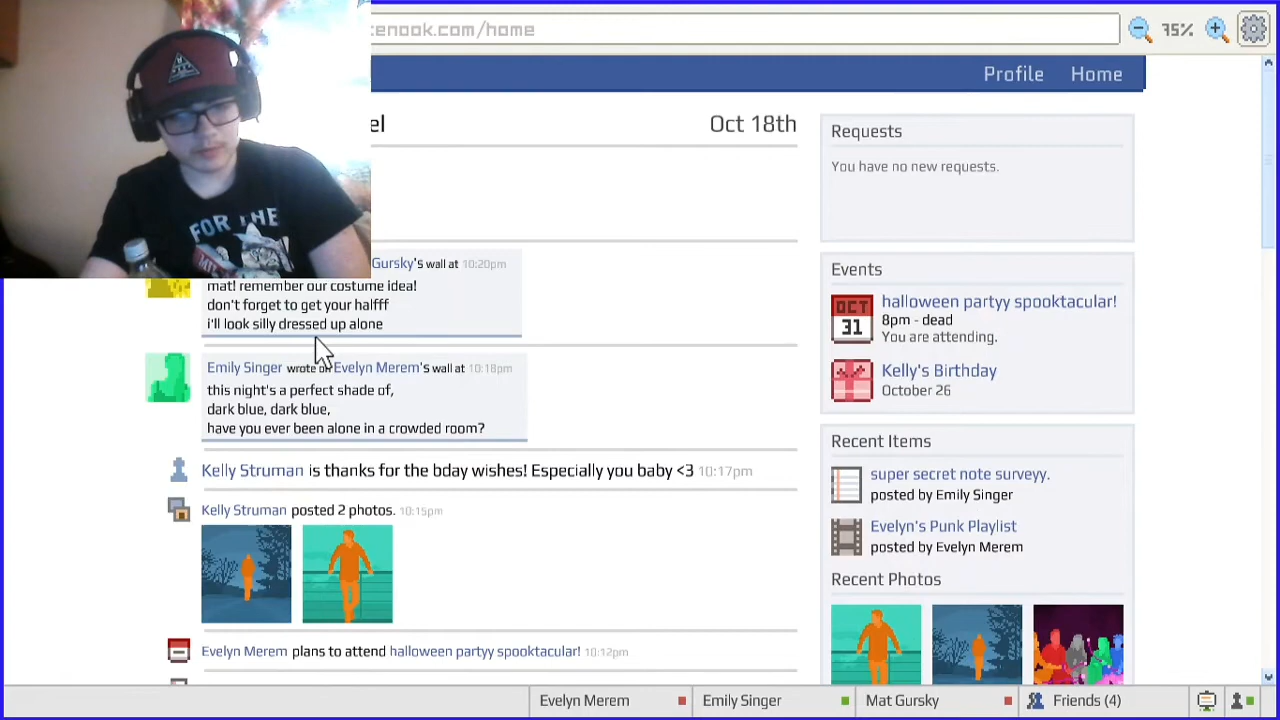 cenook.com/home
75%
Profile Home
el
Oct 18th
FOR THE
Gursky's wall at 10:20pm
mat! remember our costume idea!
don't forget to get your halfff
i'll look silly dressed up alone
Emily Singer wrote on Evelyn Merem's wall at 10:18pm
this night's a perfect shade of,
dark blue, dark blue,
have you ever been alone in a crowded room?
Kelly Struman is thanks for the bday wishes! Especially you baby <3 10:17pm
Kelly Struman posted 2 photos. 10:15pm
Evelyn Merem plans to attend halloween partyy spooktacular! 10:12pm
Requests
You have no new requests.
Events
OCT
31
halloween partyy spooktacular!
8pm - dead
You are attending.
Kelly's Birthday
October 26
Recent Items
super secret note surveyy.
posted by Emily Singer
Evelyn's Punk Playlist
posted by Evelyn Merem
Recent Photos
Evelyn Merem
Emily Singer
Mat Gursky
Friends (4)